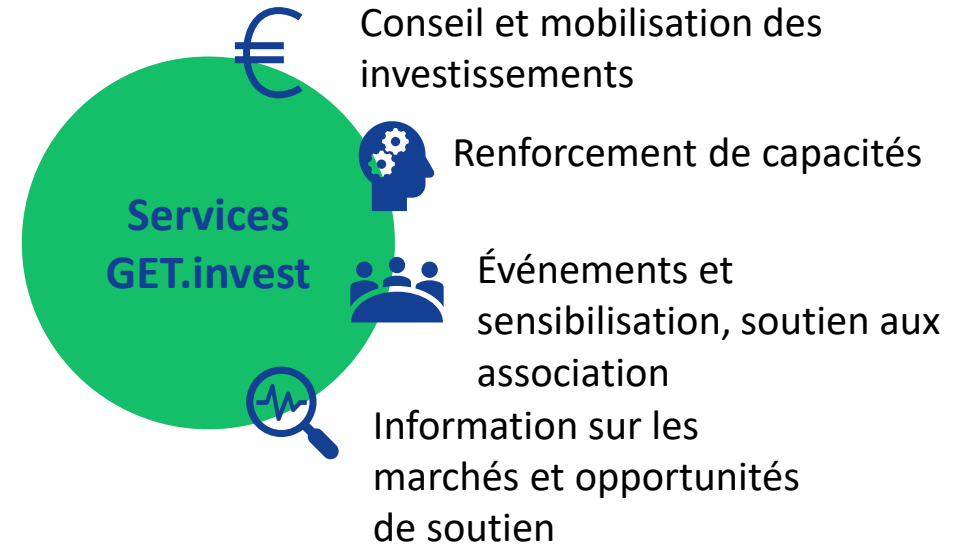 Conseil et mobilisation des
investissements
Renforcement de capacités
Services
GET.invest
Événements et
sensibilisation, soutien aux
association
Information sur les
marchés et opportunités
de soutien